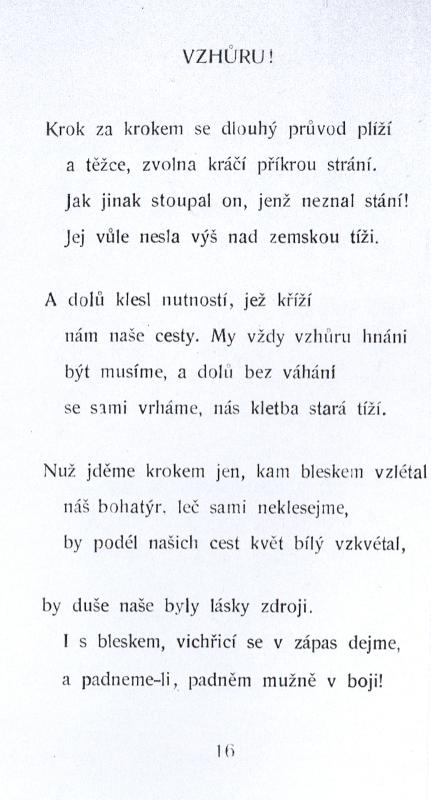 VZHŮRU!
Krok za krokem se dlouhý průvod plíží
a těžce, zvolna kráčí příkrou strání.
Jak jinak stoupal on, jenž neznal stání!
Jej vůle nesla výš nad zemskou tíži.
A dolů klesl nutností, jež kříží
nám naše cesty. My vždy vzhůru hnáni
být musíme, a dolů bez váhání
se sami vrháme, nás kletba stará tíží.
Nuž jděme krokem jen, kam bleskem vzlétal
náš bohatýr, leč sami neklesejme,
by podél našich cest květ bílý vzkvétal,
by duše naše byly lásky zdroji.
I s bleskem, vichřicí se v zápas dejme,
a padneme-li, padněm mužně v boji!
16